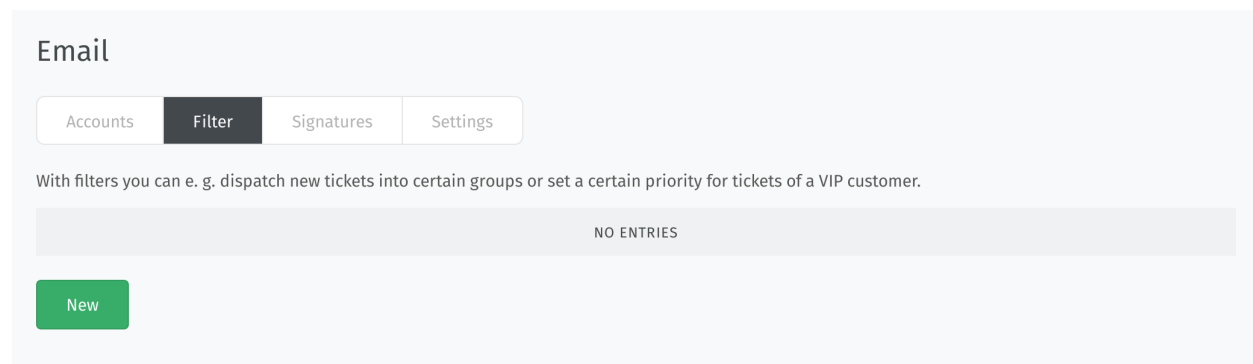 Email
Accounts Filter Signatures Settings
With filters you can e. g. dispatch new tickets into certain groups or set a certain priority for tickets of a VIP customer.
NO ENTRIES
New